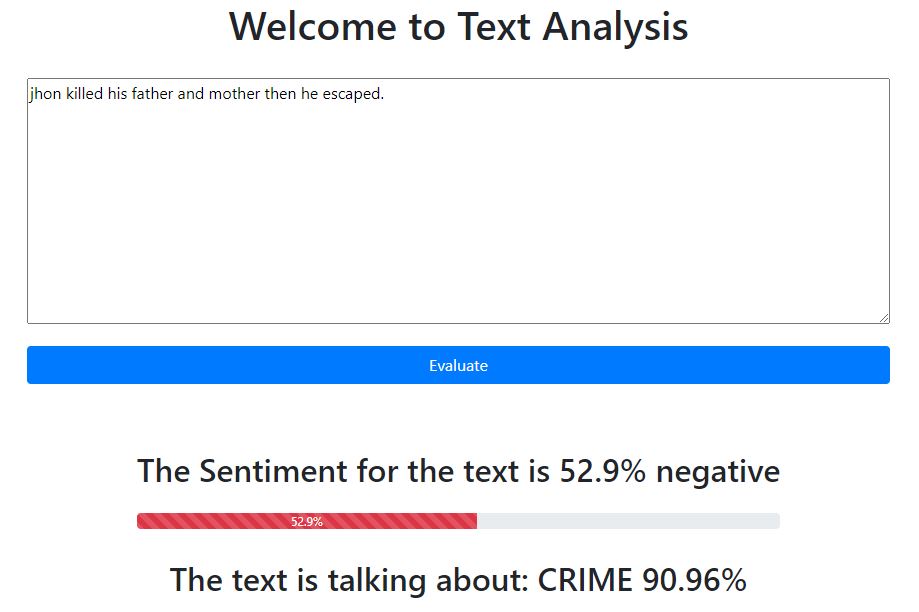 Welcome to Text Analysis
jhon killed his father and mother then he escaped.
Evaluate
The Sentiment for the text is 52.9% negative
52.9%
The text is talking about: CRIME 90.96%